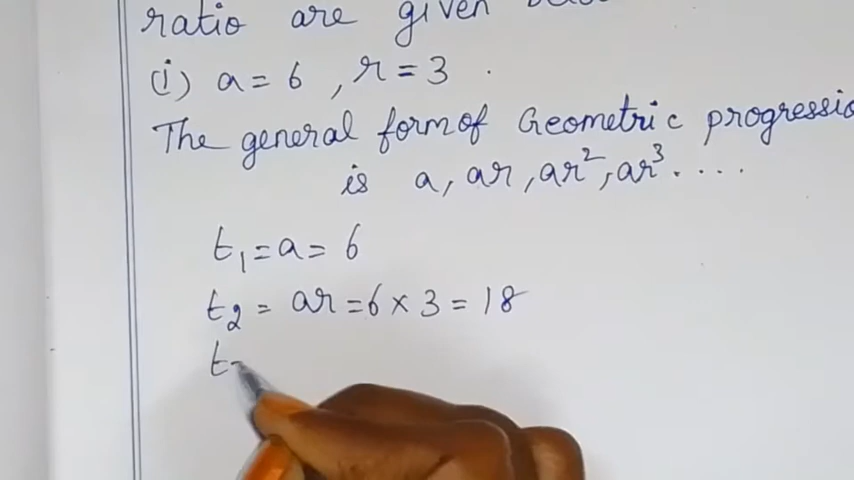 ratio are given
(i) a = 6 , r = 3 .
The general form of Geometric progressio
is a, ar, ar², ar³ . . . .
t₁ = a = 6
t₂ = ar = 6 × 3 = 18
t